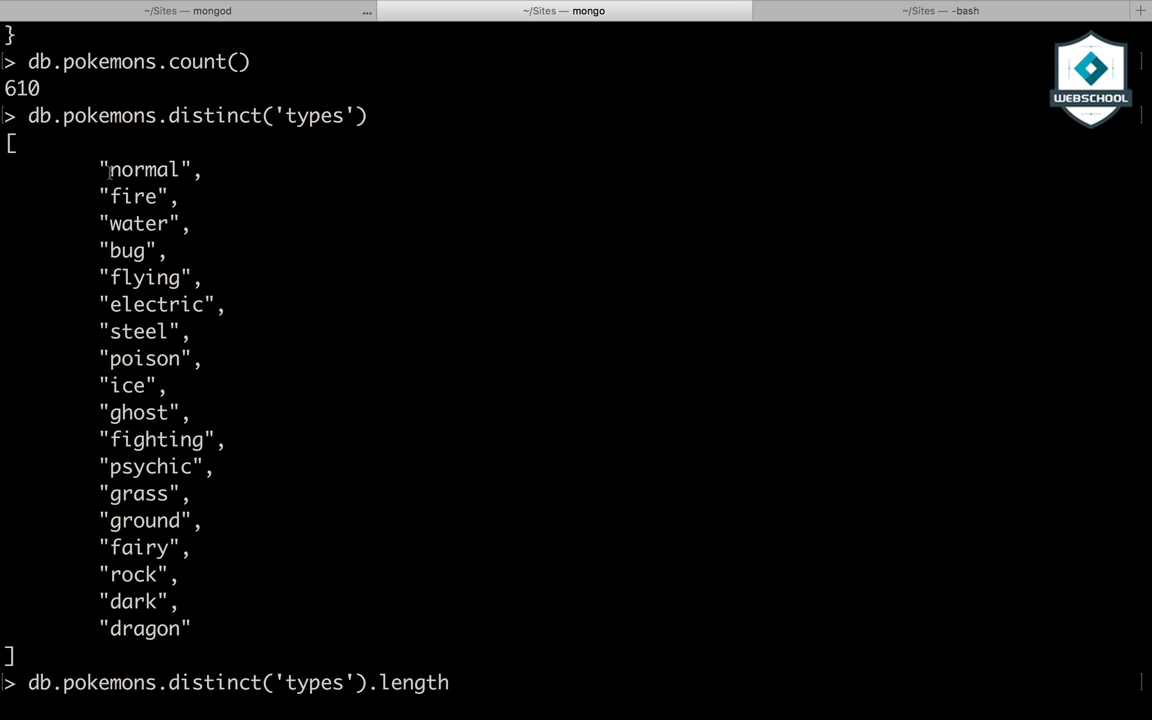 ~/Sites — mongod
...
~/Sites — mongo
~/Sites — -bash
+
}
> db.pokemons.count()
610
> db.pokemons.distinct('types')
[
"normal",
"fire",
"water",
"bug",
"flying",
"electric",
"steel",
"poison",
"ice",
"ghost",
"fighting",
"psychic",
"grass",
"ground",
"fairy",
"rock",
"dark",
"dragon"
]
> db.pokemons.distinct('types').length
WEBSCHOOL